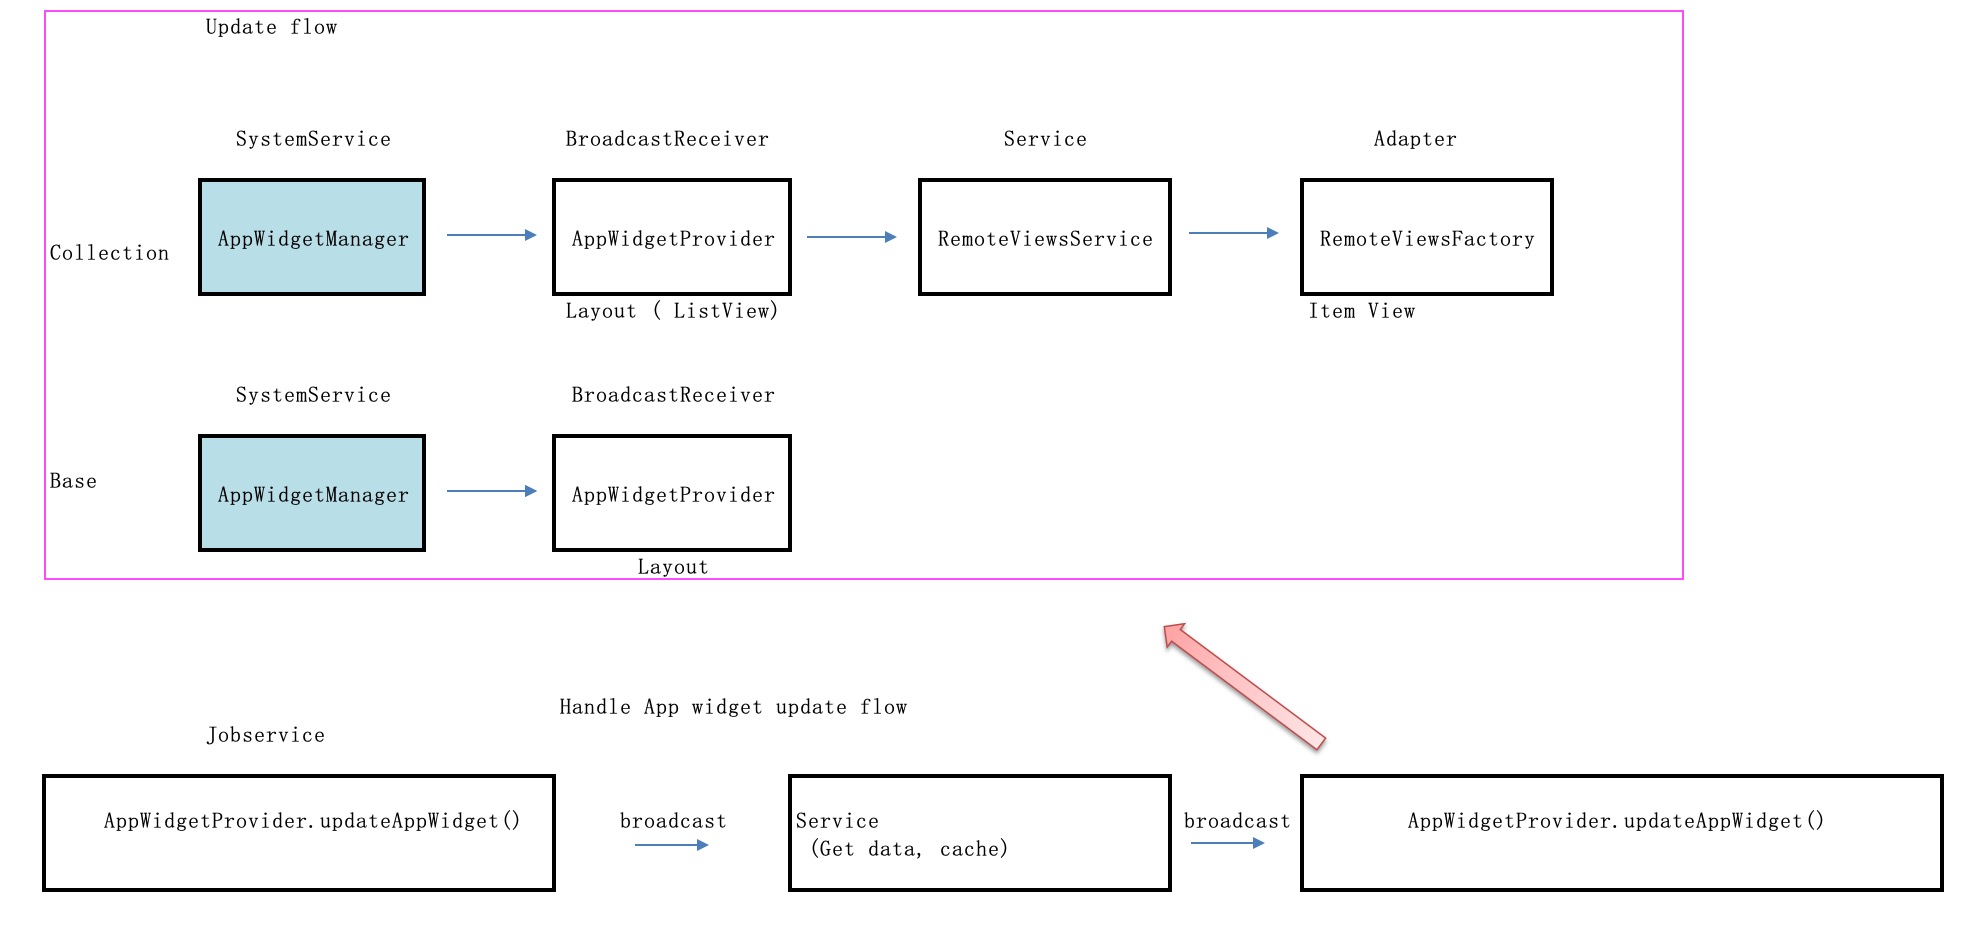 Update flow
SystemService
BroadcastReceiver
Service
Adapter
Collection
AppWidgetManager
AppWidgetProvider
RemoteViewsService
RemoteViewsFactory
Layout ( ListView)
Item View
SystemService
BroadcastReceiver
Base
AppWidgetManager
AppWidgetProvider
Layout
Handle App widget update flow
Jobservice
AppWidgetProvider.updateAppWidget()
broadcast
Service
(Get data, cache)
broadcast
AppWidgetProvider.updateAppWidget()